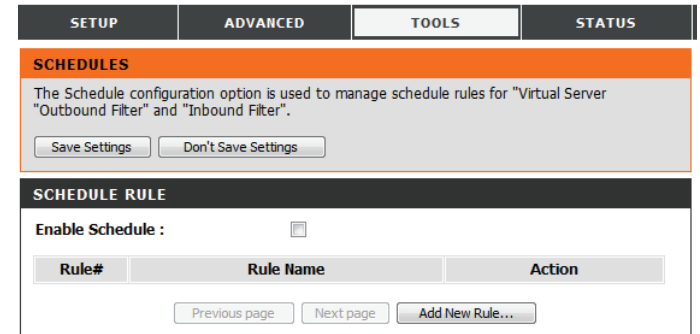 SETUP ADVANCED TOOLS STATUS
SCHEDULES
The Schedule configuration option is used to manage schedule rules for "Virtual Server
"Outbound Filter" and "Inbound Filter".
Save Settings Don't Save Settings
SCHEDULE RULE
Enable Schedule :
Rule# Rule Name Action
Previous page Next page Add New Rule...